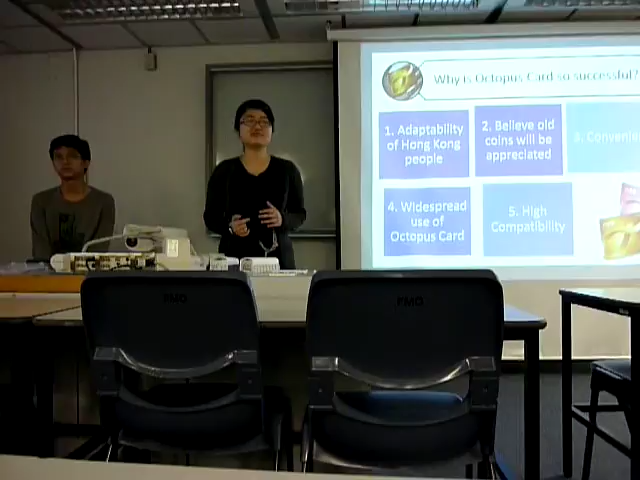 Why is Octopus Card so successful?
1. Adaptability
of Hong Kong
people
2. Believe old
coins will be
appreciated
3.
4. Widespread
use of
Octopus Card
5. High
Compatibility
FMO
FMO